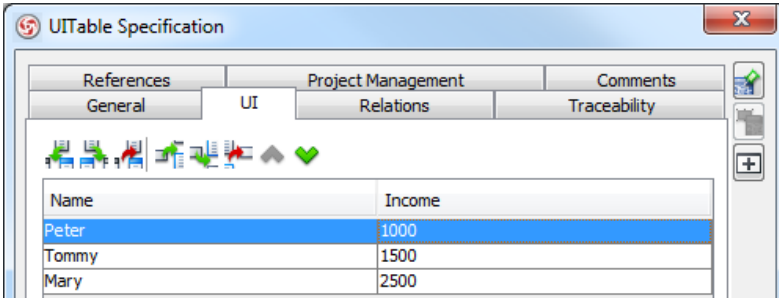 UITable Specification
References Project Management Comments
General UI Relations Traceability
Name Income
Peter 1000
Tommy 1500
Mary 2500